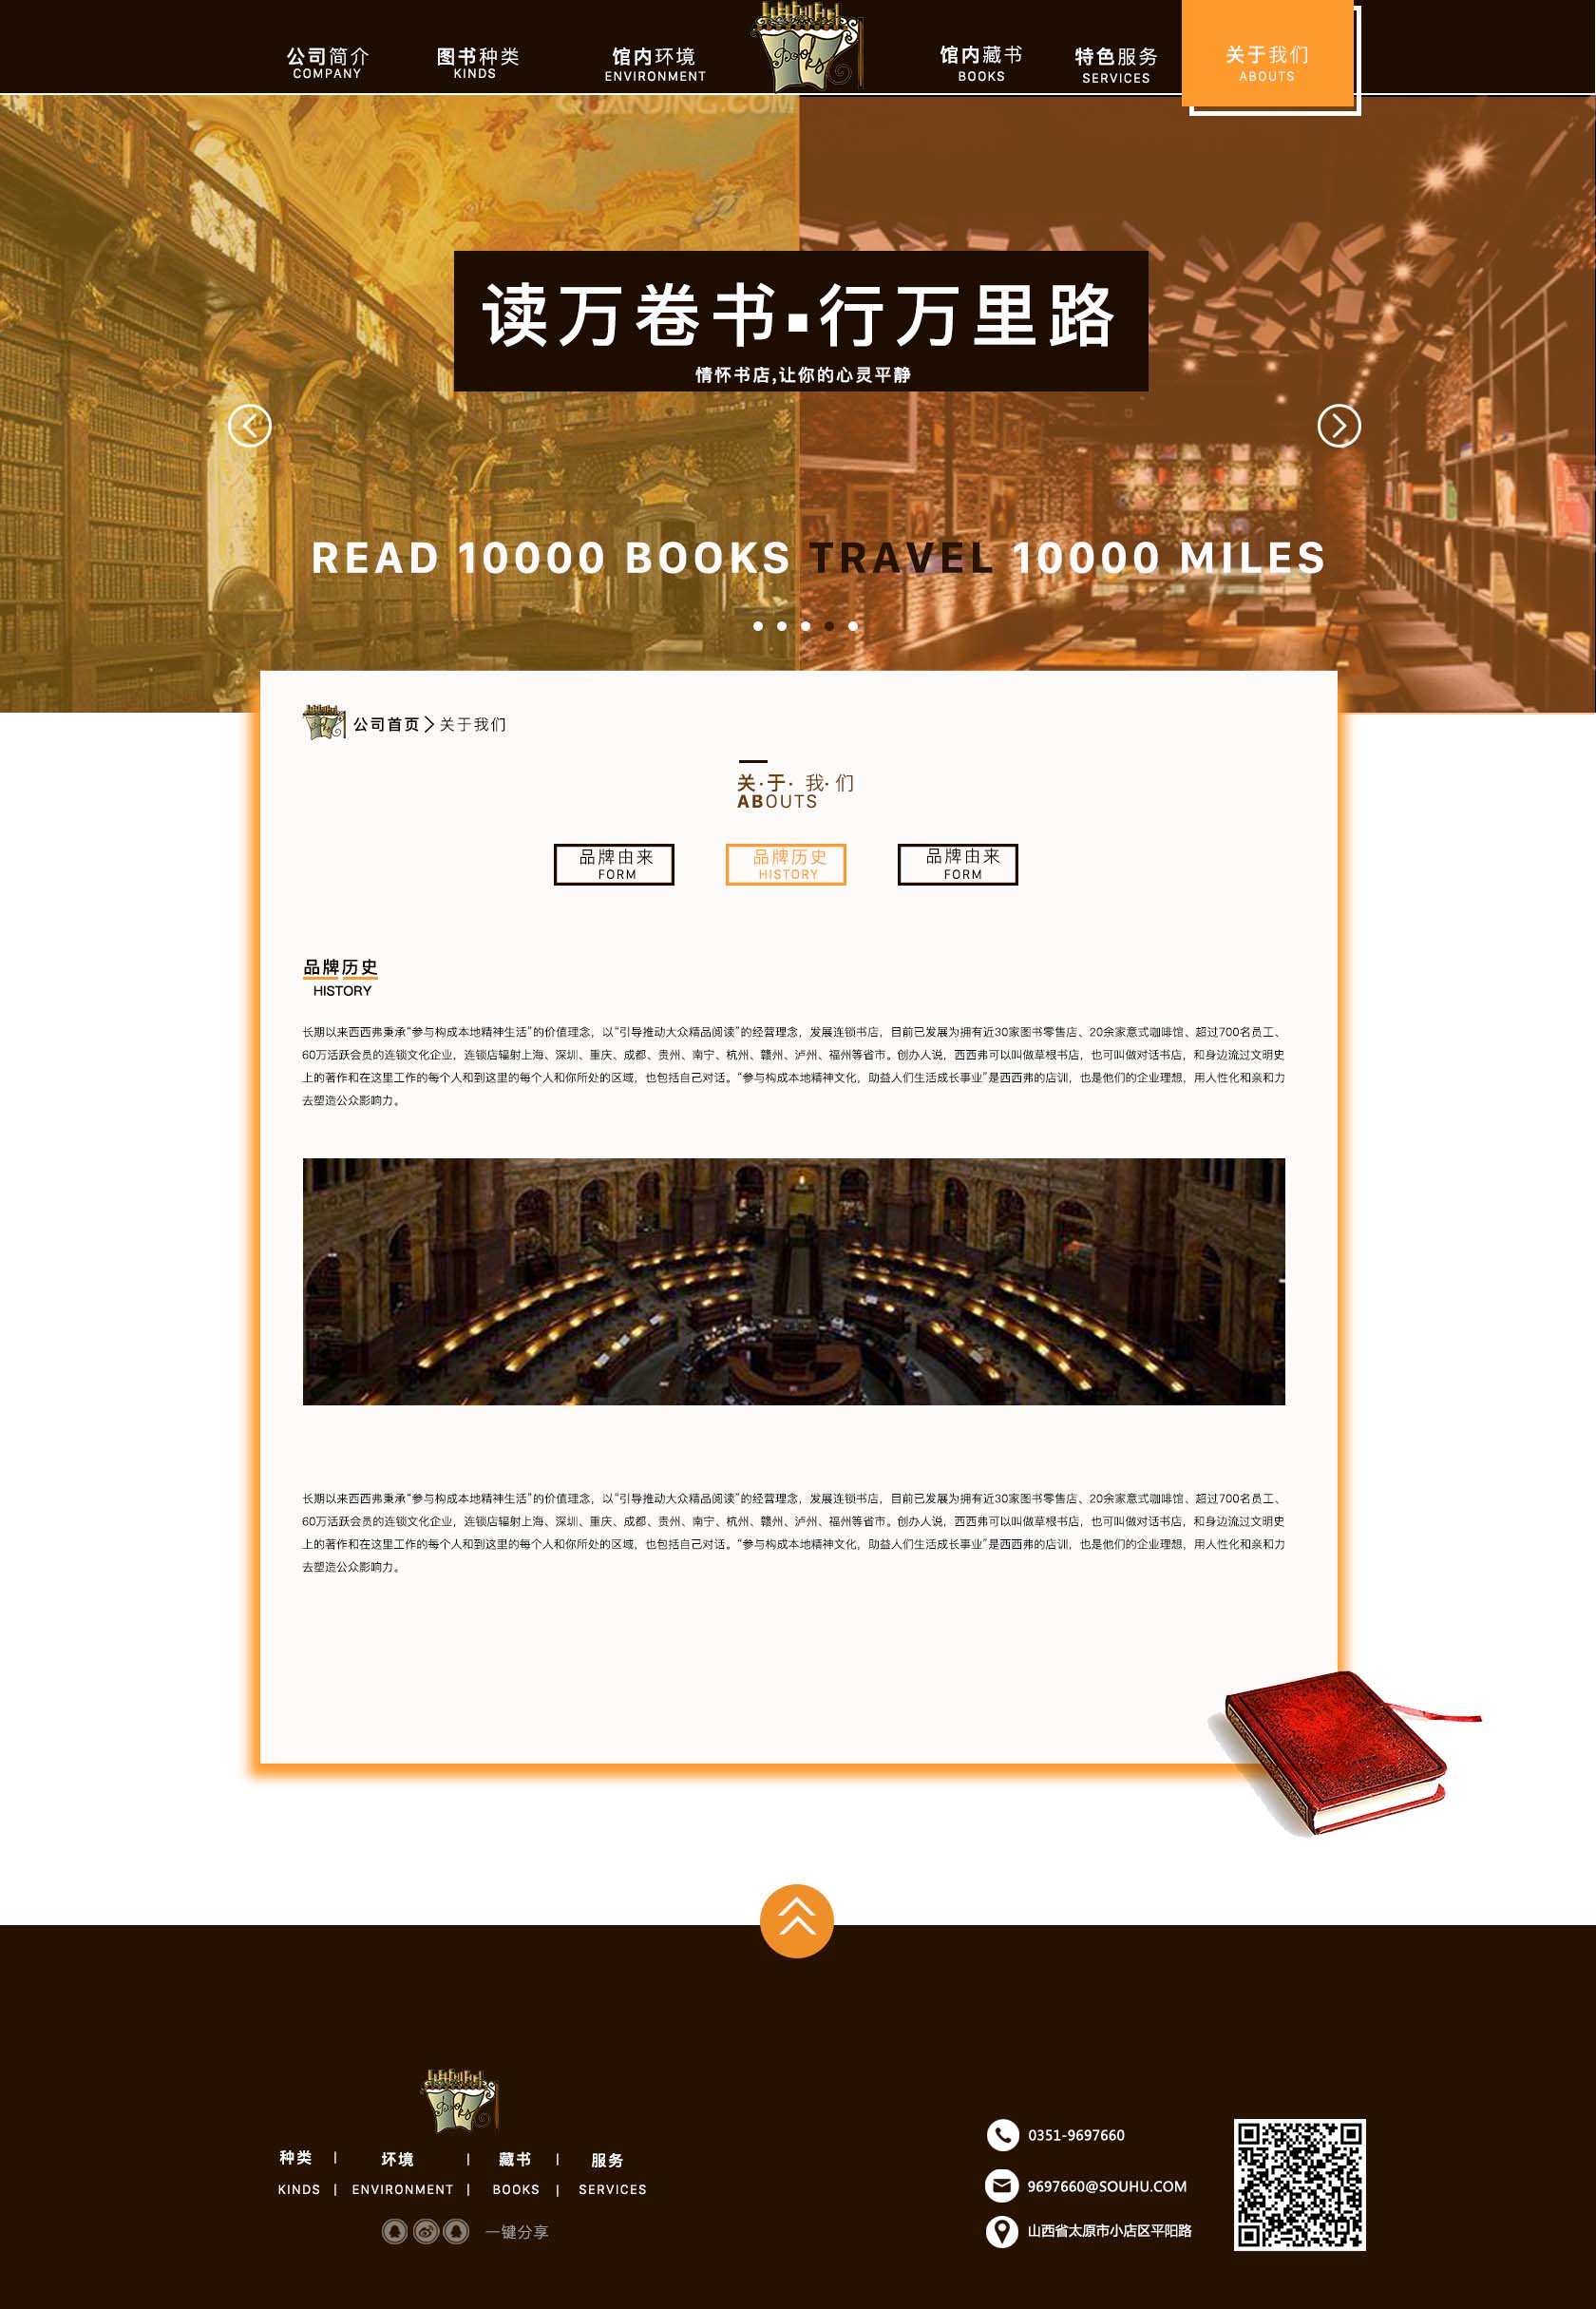 公司简介
COMPANY
图书种类
KINDS
馆内环境
ENVIRONMENT
Books
馆内藏书
BOOKS
特色服务
SERVICES
关于我们
ABOUTS
QUANJING.COM
读万卷书▪行万里路
情怀书店,让你的心灵平静
READ 10000 BOOKS TRAVEL 10000 MILES
公司首页>关于我们
关·于· 我·们
ABOUTS
品牌由来
FORM
品牌历史
HISTORY
品牌由来
FORM
品牌历史
HISTORY
长期以来西西弗秉承“参与构成本地精神生活”的价值理念，以“引导推动大众精品阅读”的经营理念，发展连锁书店，目前已发展为拥有近30家图书零售店、20余家意式咖啡馆、超过700名员工、
60万活跃会员的连锁文化企业，连锁店辐射上海、深圳、重庆、成都、贵州、南宁、杭州、赣州、泸州、福州等省市。创办人说，西西弗可以叫做草根书店，也可叫做对话书店，和身边流过文明史
上的著作和在这里工作的每个人和到这里的每个人和你所处的区域，也包括自己对话。“参与构成本地精神文化，助益人们生活成长事业”是西西弗的店训，也是他们的企业理想，用人性化和亲和力
去塑造公众影响力。
长期以来西西弗秉承“参与构成本地精神生活”的价值理念，以“引导推动大众精品阅读”的经营理念，发展连锁书店，目前已发展为拥有近30家图书零售店、20余家意式咖啡馆、超过700名员工、
60万活跃会员的连锁文化企业，连锁店辐射上海、深圳、重庆、成都、贵州、南宁、杭州、赣州、泸州、福州等省市。创办人说，西西弗可以叫做草根书店，也可叫做对话书店，和身边流过文明史
上的著作和在这里工作的每个人和到这里的每个人和你所处的区域，也包括自己对话。“参与构成本地精神文化，助益人们生活成长事业”是西西弗的店训，也是他们的企业理想，用人性化和亲和力
去塑造公众影响力。
Books
种类 | 坏境 | 藏书 | 服务
KINDS | ENVIRONMENT | BOOKS | SERVICES
一键分享
0351-9697660
9697660@SOUHU.COM
山西省太原市小店区平阳路